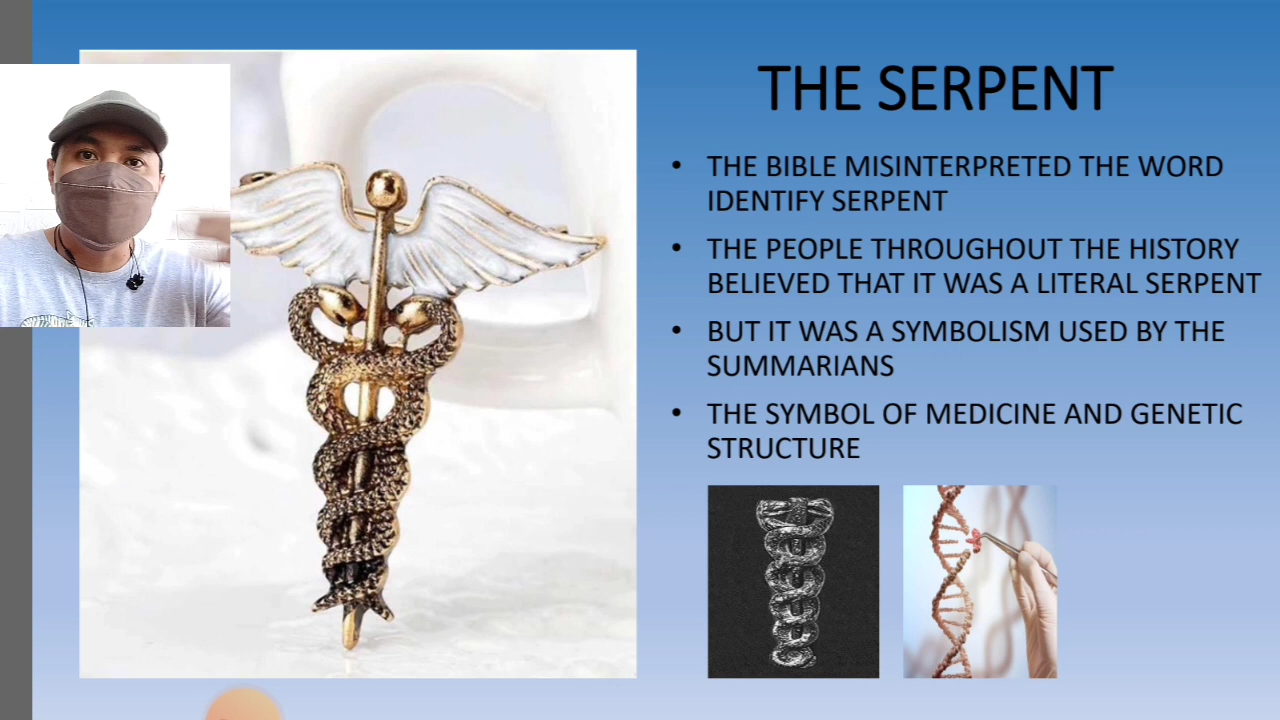 THE SERPENT
• THE BIBLE MISINTERPRETED THE WORD
IDENTIFY SERPENT
• THE PEOPLE THROUGHOUT THE HISTORY
BELIEVED THAT IT WAS A LITERAL SERPENT
• BUT IT WAS A SYMBOLISM USED BY THE
SUMMARIANS
• THE SYMBOL OF MEDICINE AND GENETIC
STRUCTURE